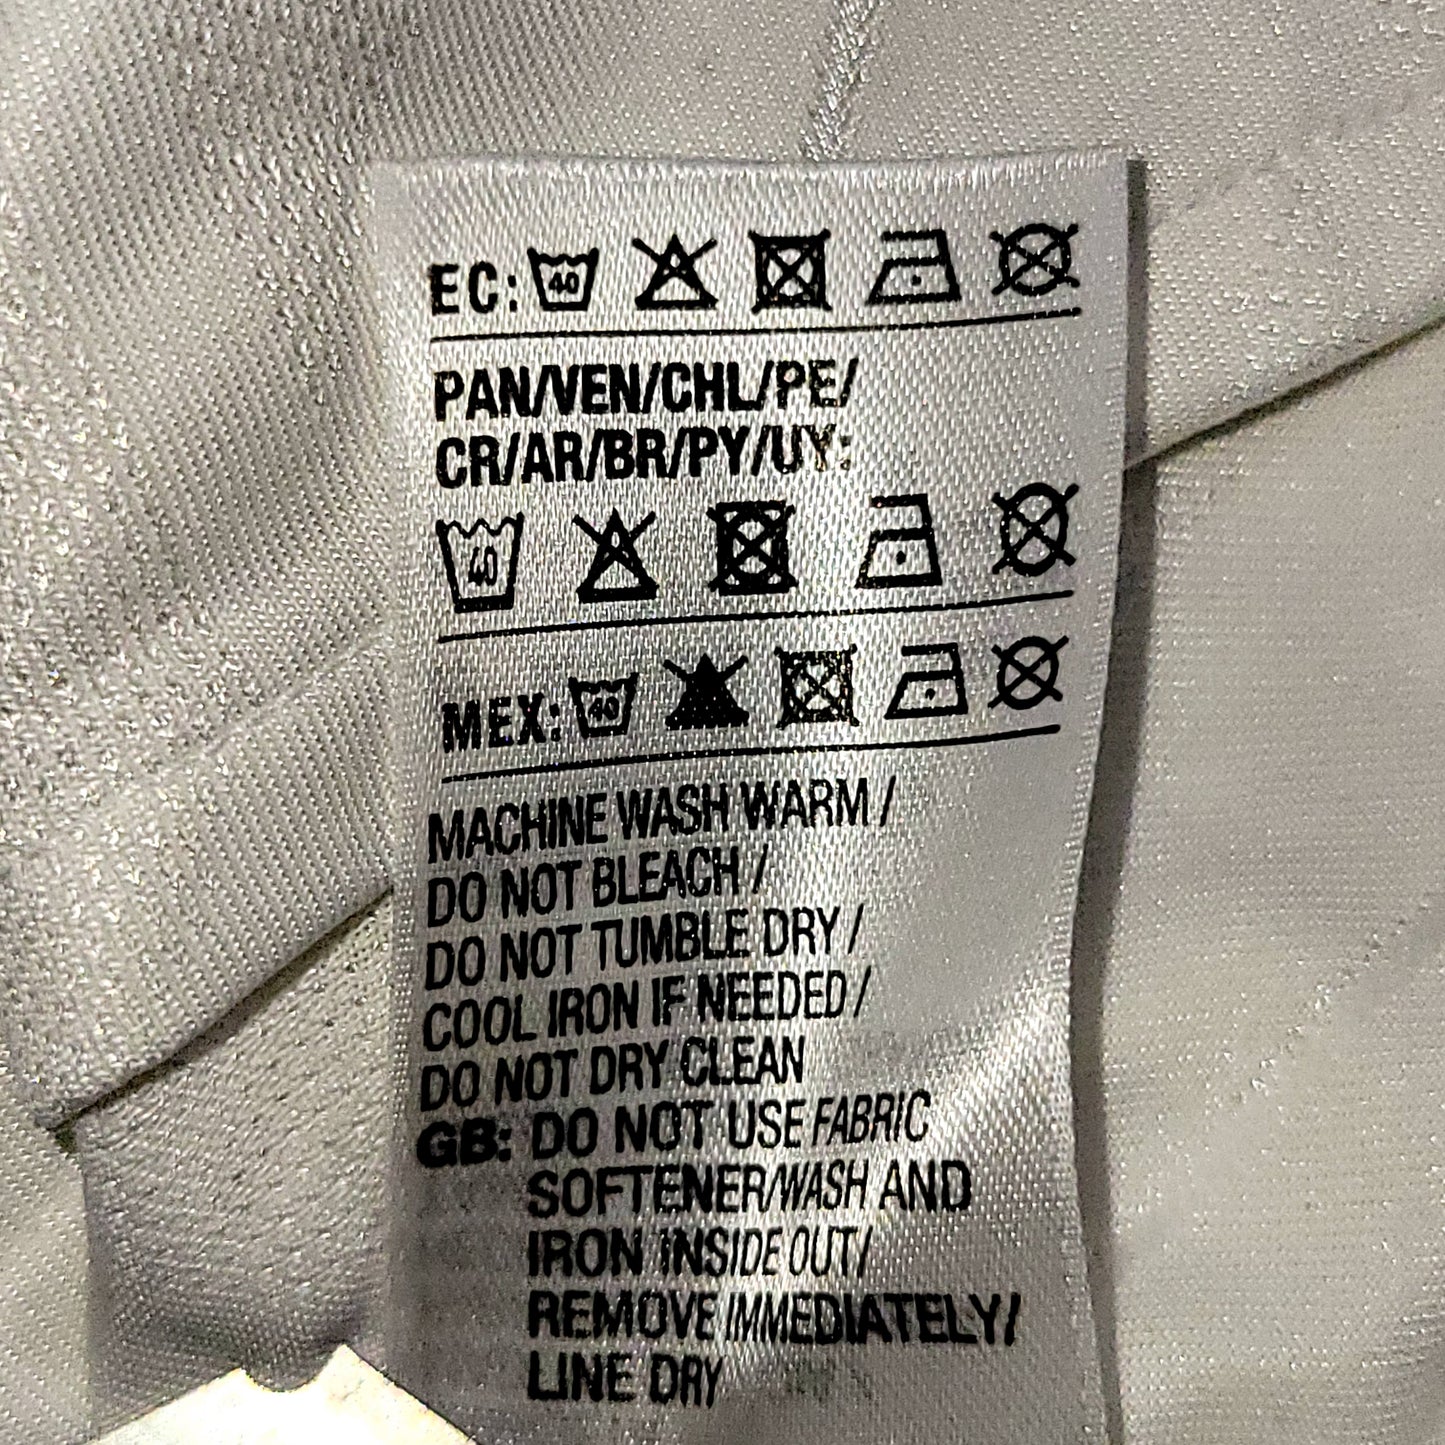 EC: 40
PAN/VEN/CHL/PE/
CR/AR/BR/PY/UY:
40
MEX: 40
MACHINE WASH WARM /
DO NOT BLEACH /
DO NOT TUMBLE DRY /
COOL IRON IF NEEDED /
DO NOT DRY CLEAN
GB: DO NOT USE FABRIC
SOFTENER/WASH AND
IRON INSIDE OUT/
REMOVE IMMEDIATELY/
LINE DRY